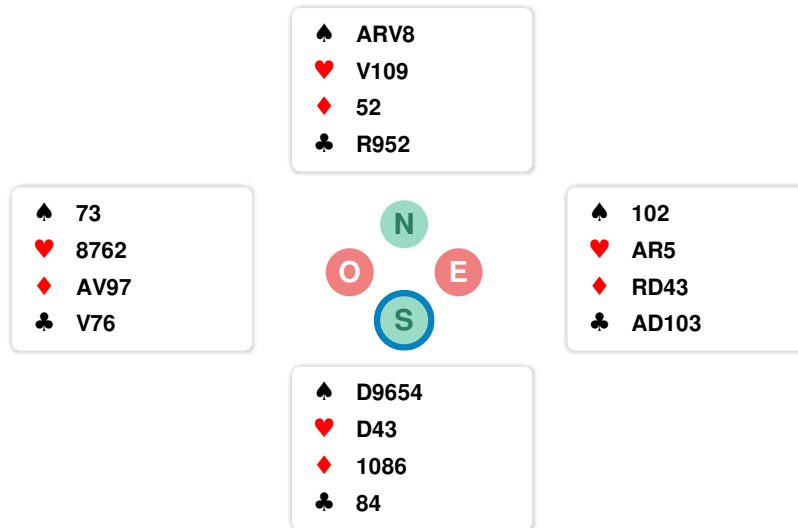 ♠ ARV8
♥ V109
♦ 52
♣ R952
♠ 73
♥ 8762
♦ AV97
♣ V76
N
O E
S
♠ 102
♥ AR5
♦ RD43
♣ AD103
♠ D9654
♥ D43
♦ 1086
♣ 84